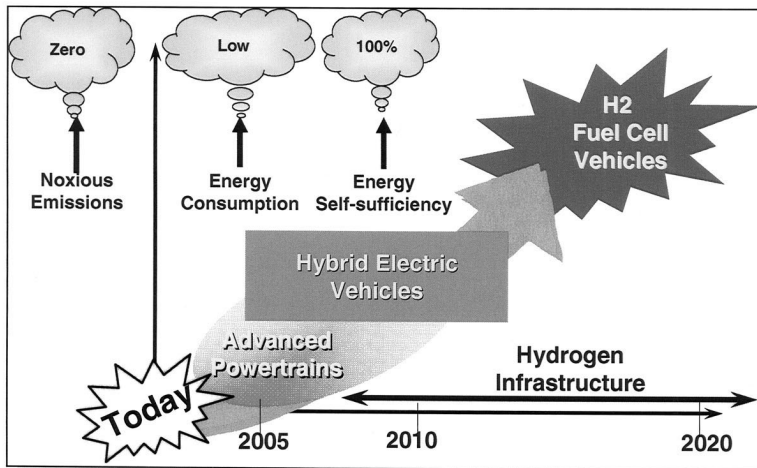 Zero
Low
100%
Noxious
Emissions
Energy
Consumption
Energy
Self-sufficiency
H2
Fuel Cell
Vehicles
Hybrid Electric
Vehicles
Advanced
Powertrains
Hydrogen
Infrastructure
Today
2005
2010
2020